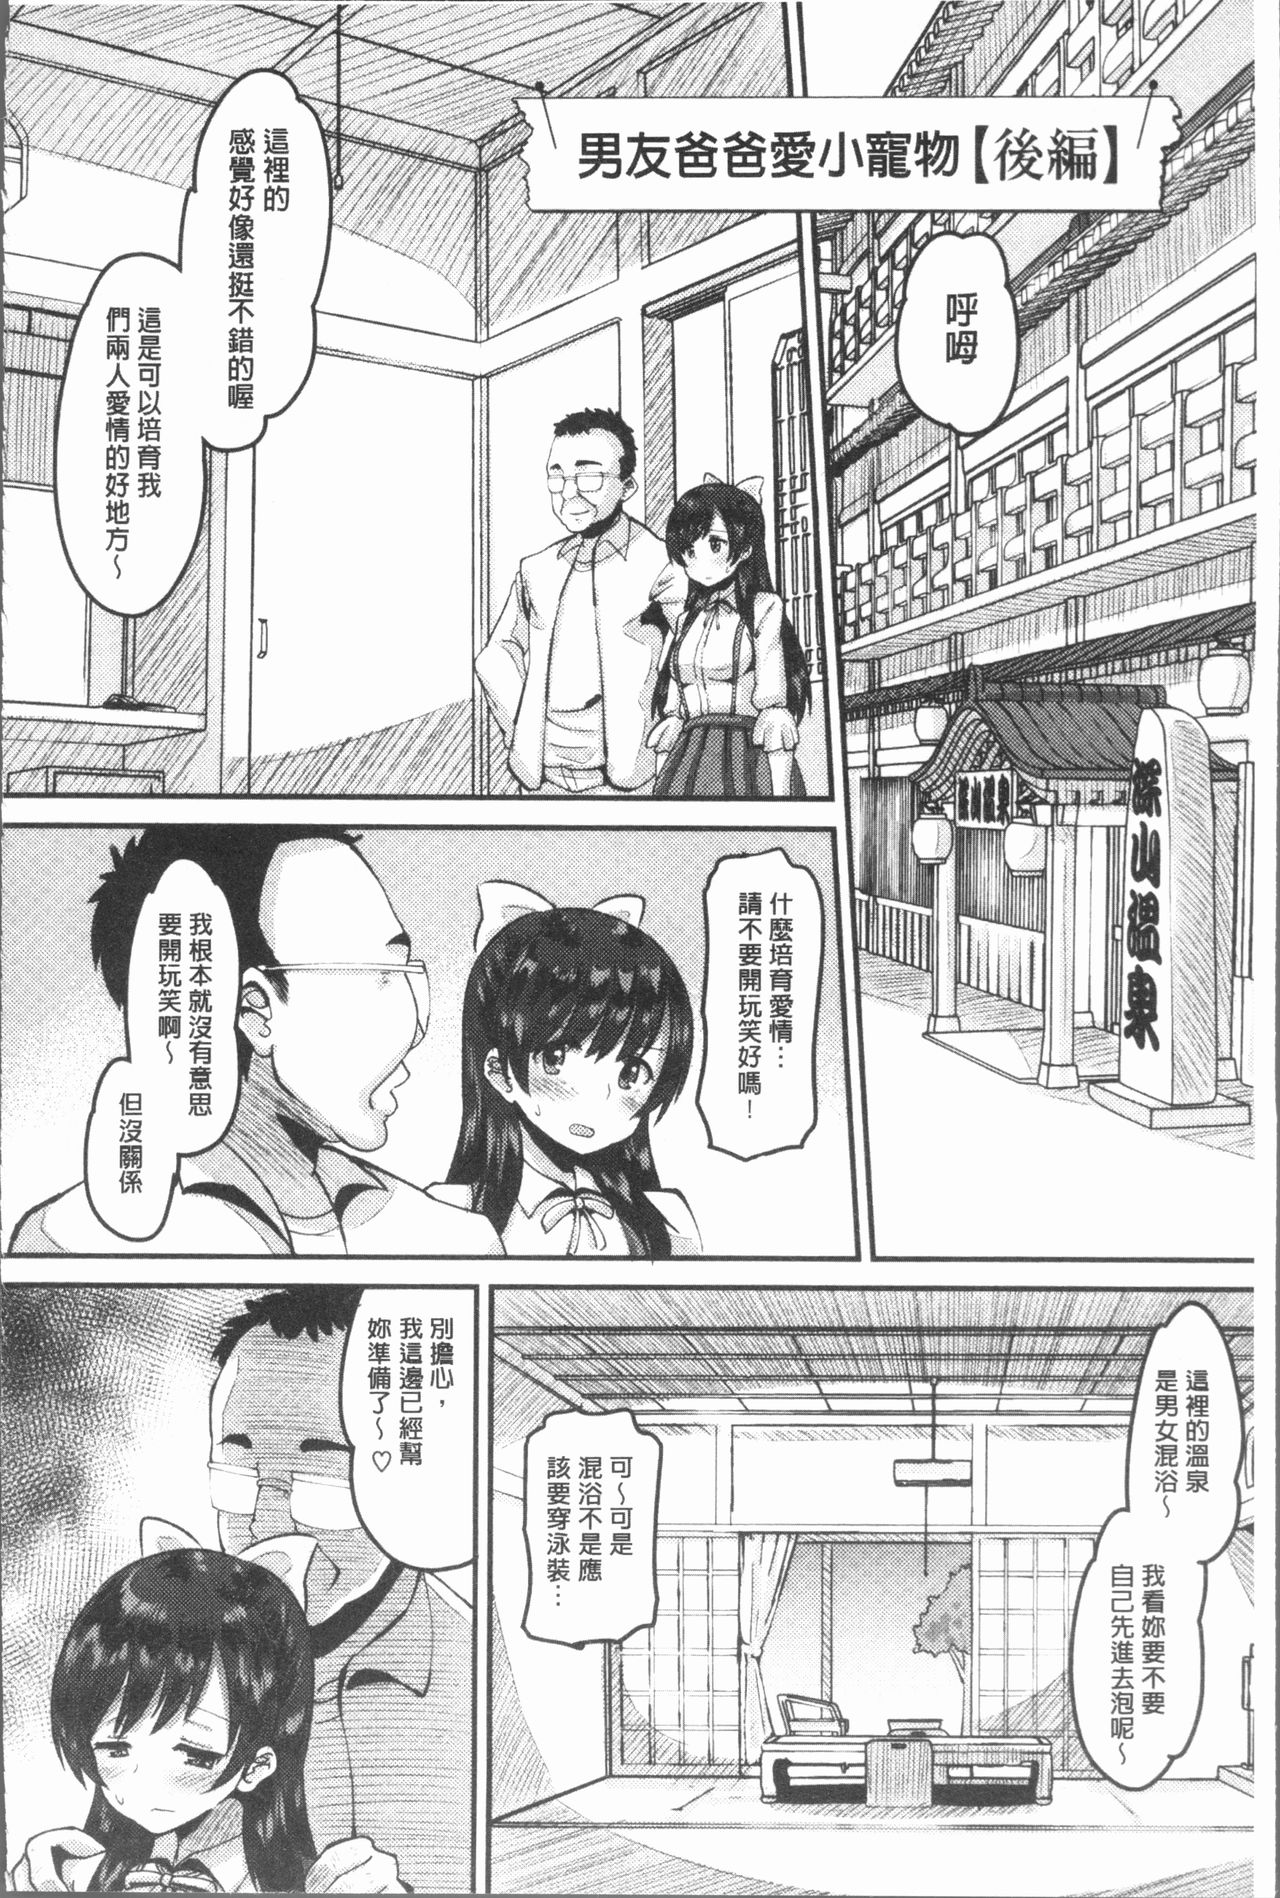 男友爸爸愛小寵物【後編】
呼呣
深山溫泉
深山溫泉
這裡的
感覺好像還挺不錯的喔
這是可以培育我
們兩人愛情的好地方～
什麼培育愛情…
請不要開玩笑好嗎！
我根本就沒有意思
要開玩笑啊～
但沒關係
這裡的溫泉
是男女混浴～
我看妳要不要
自己先進去泡呢～
可～可是
混浴不是應
該要穿泳裝…
別擔心，
我這邊已經幫
妳準備了～♡